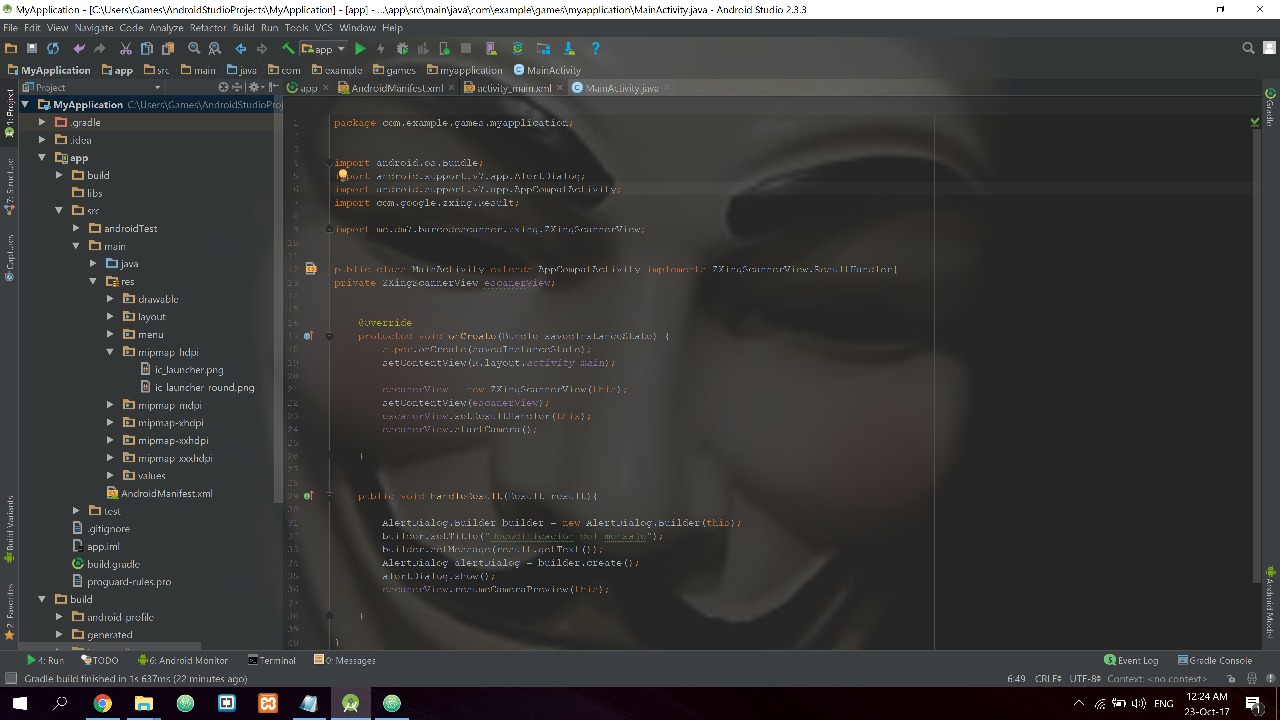 MyApplication - [C:\Users\Games\AndroidStudioProjects\MyApplication] - [app] - ...\app\src\main\java\com\example\games\myapplication\MainActivity.java - Android Studio 2.3.3
File Edit View Navigate Code Analyze Refactor Build Run Tools VCS Window Help
app
MyApplication app src main java com example games myapplication MainActivity
Project
app AndroidManifest.xml activity_main.xml MainActivity.java
MyApplication C:\Users\Games\AndroidStudioProj
.gradle
.idea
app
build
libs
src
androidTest
main
java
res
drawable
layout
menu
mipmap-hdpi
ic_launcher.png
ic_launcher_round.png
mipmap-mdpi
mipmap-xhdpi
mipmap-xxhdpi
mipmap-xxxhdpi
values
AndroidManifest.xml
test
.gitignore
app.iml
build.gradle
proguard-rules.pro
build
android-profile
generated
1: Project
7: Structure
Captures
Build Variants
2: Favorites
package com.example.games.myapplication;
import android.os.Bundle;
import android.support.v7.app.AlertDialog;
import android.support.v7.app.AppCompatActivity;
import com.google.zxing.Result;
import me.dm7.barcodescanner.zxing.ZXingScannerView;
public class MainActivity extends AppCompatActivity implements ZXingScannerView.ResultHandler{
private ZXingScannerView escanerView;
@Override
protected void onCreate(Bundle savedInstanceState) {
super.onCreate(savedInstanceState);
setContentView(R.layout.activity_main);
escanerView = new ZXingScannerView(this);
setContentView(escanerView);
escanerView.setResultHandler(this);
escanerView.startCamera();
}
public void handleResult(Result result){
AlertDialog.Builder builder = new AlertDialog.Builder(this);
builder.setTitle("Decodificacion del mensaje");
builder.setMessage(result.getText());
AlertDialog alertDialog = builder.create();
alertDialog.show();
escanerView.resumeCameraPreview(this);
}
}
Gradle
Android Model
4: Run TODO 6: Android Monitor Terminal 0: Messages Event Log Gradle Console
Gradle build finished in 1s 637ms (22 minutes ago) 6:49 CRLF UTF-8 Context: <no context>
ENG
12:24 AM
23-Oct-17
1